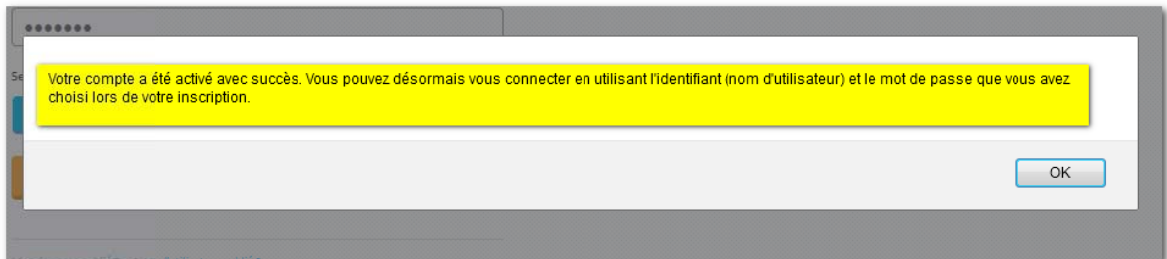 •••••••
Se
Votre compte a été activé avec succès. Vous pouvez désormais vous connecter en utilisant l'identifiant (nom d'utilisateur) et le mot de passe que vous avez
choisi lors de votre inscription.
OK